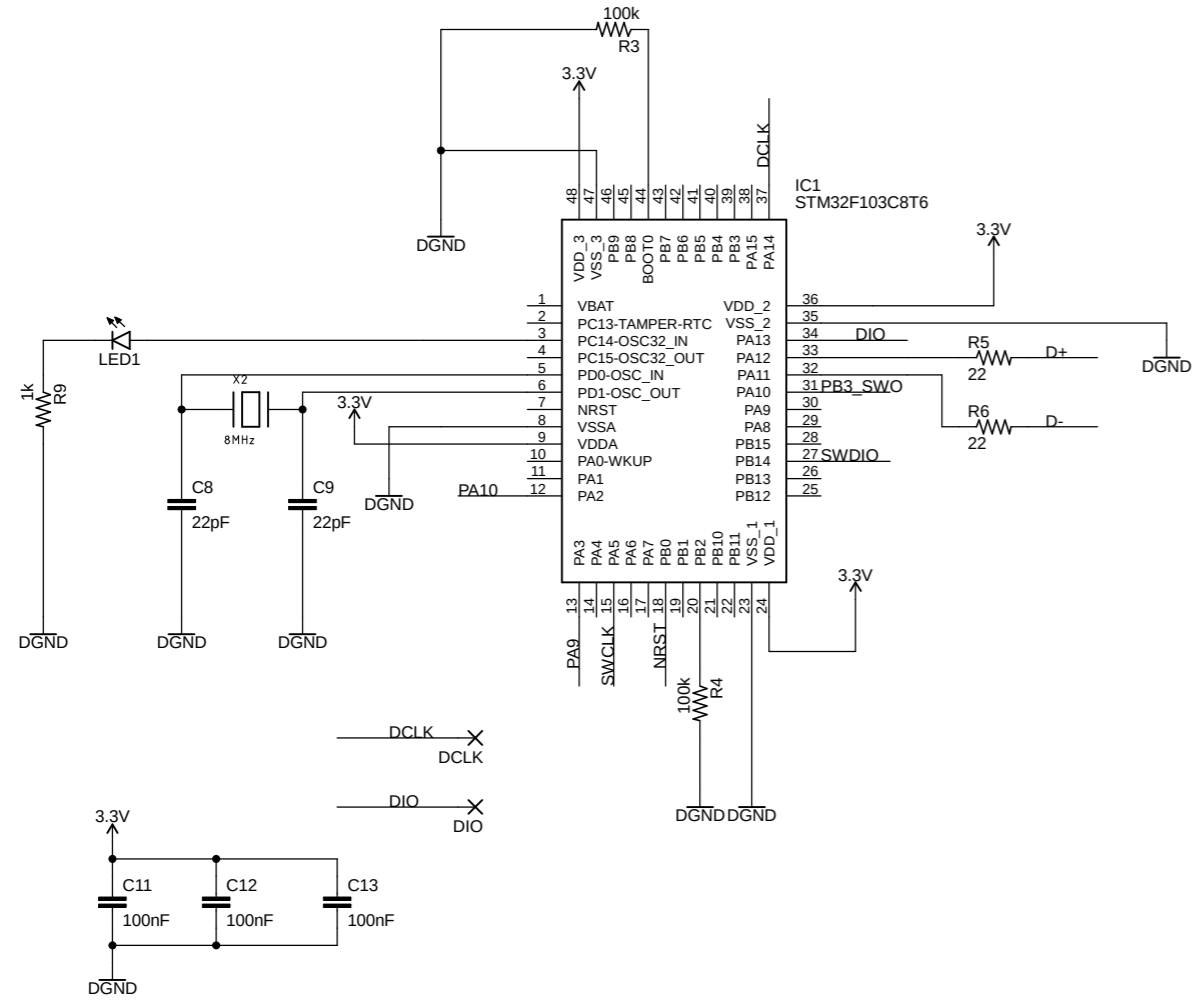 100k
R3
3.3V
DCLK
IC1
STM32F103C8T6
48
47
46
45
44
43
42
41
40
39
38
37
DGND
VDD_3
VSS_3
PB9
PB8
BOOT0
PB7
PB6
PB5
PB4
PB3
PA15
PA14
3.3V
1 VBAT
2 PC13-TAMPER-RTC
3 PC14-OSC32_IN
4 PC15-OSC32_OUT
5 PD0-OSC_IN
6 PD1-OSC_OUT
7 NRST
8 VSSA
9 VDDA
10 PA0-WKUP
11 PA1
12 PA2
VDD_2 36
VSS_2 35
PA13 34 DIO
PA12 33
PA11 32
PA10 31 PB3_SWO
PA9 30
PA8 29
PB15 28
PB14 27 SWDIO
PB13 26
PB12 25
R5
22
D+
DGND
R6
22
D-
LED1
1k
R9
X2
8MHz
3.3V
DGND
PA10
C8
22pF
C9
22pF
DGND
DGND
DGND
PA3
PA4
PA5
PA6
PA7
PB0
PB1
PB2
PB10
PB11
VSS_1
VDD_1
13
14
15
16
17
18
19
20
21
22
23
24
3.3V
PA9
SWCLK
NRST
100k
R4
DGND
DGND
DCLK
DCLK
DIO
DIO
3.3V
C11
100nF
C12
100nF
C13
100nF
DGND